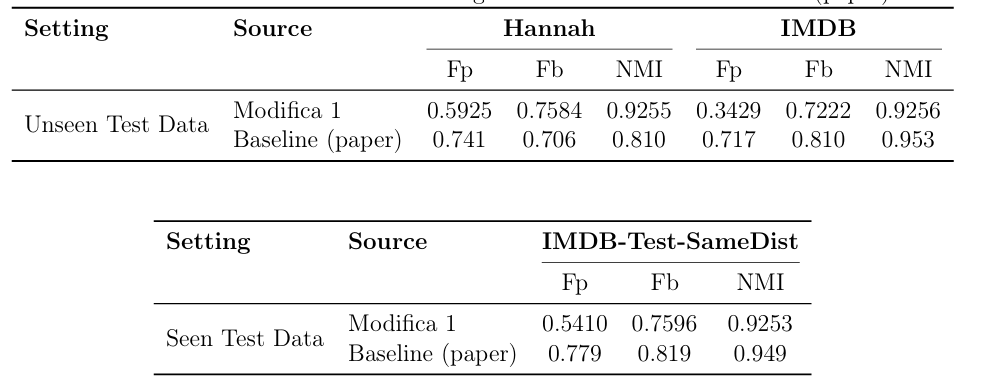 (paper)
Setting Source Hannah IMDB
Fp Fb NMI Fp Fb NMI
Unseen Test Data Modifica 1 0.5925 0.7584 0.9255 0.3429 0.7222 0.9256
Baseline (paper) 0.741 0.706 0.810 0.717 0.810 0.953
Setting Source IMDB-Test-SameDist
Fp Fb NMI
Seen Test Data Modifica 1 0.5410 0.7596 0.9253
Baseline (paper) 0.779 0.819 0.949